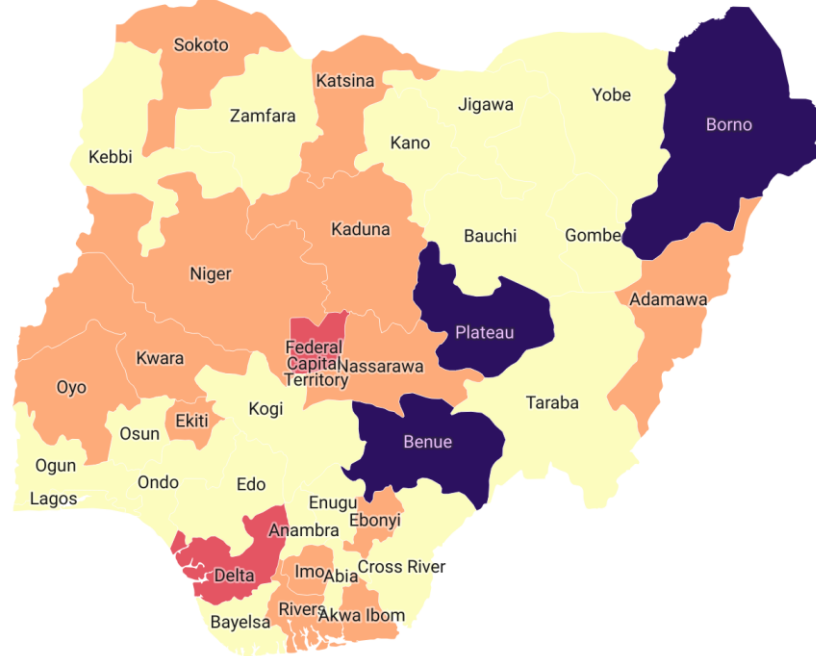 Sokoto
Katsina
Yobe
Jigawa
Zamfara
Borno
Kano
Kebbi
Kaduna
Bauchi
Gombe
Niger
Adamawa
Plateau
Federal
Capital
Territory
Nassarawa
Kwara
Oyo
Taraba
Kogi
Ekiti
Osun
Benue
Ogun
Ondo
Edo
Lagos
Enugu
Ebonyi
Anambra
Cross River
Imo
Abia
Delta
Rivers
Akwa Ibom
Bayelsa